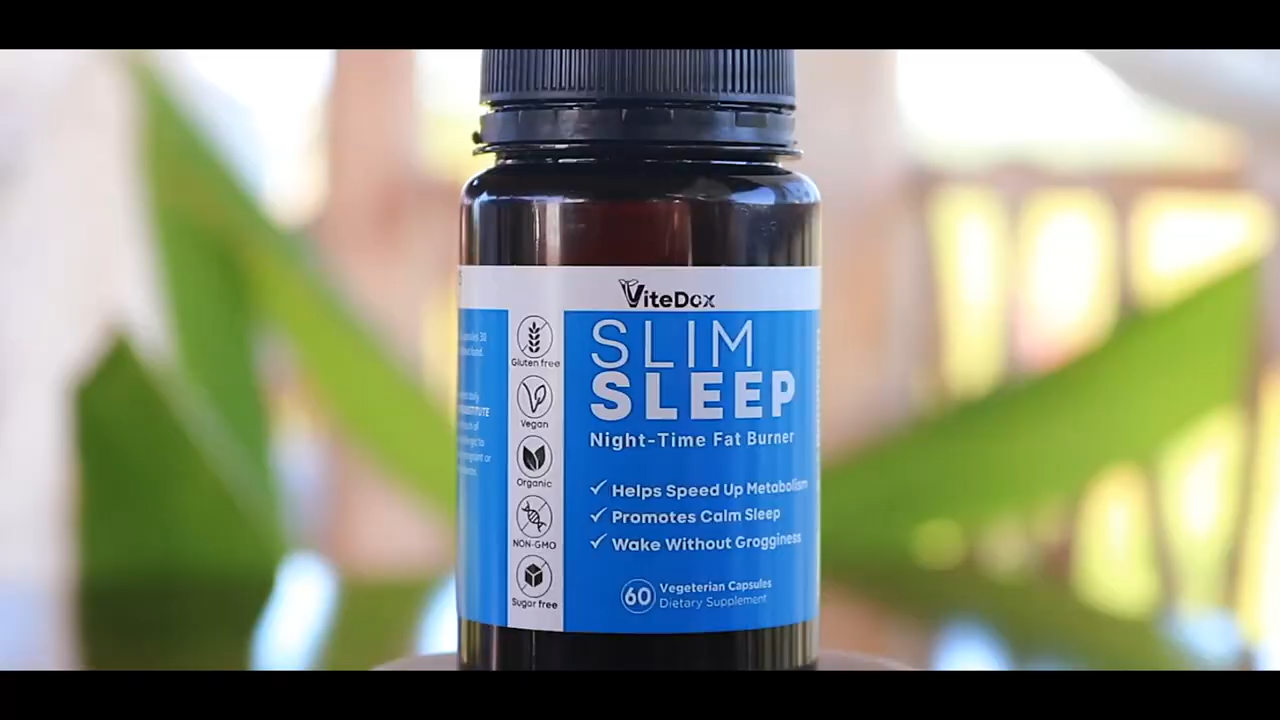 ViteDox
SLIM
SLEEP
Night-Time Fat Burner
✓ Helps Speed Up Metabolism
✓ Promotes Calm Sleep
✓ Wake Without Grogginess
60 Vegeterian Capsules
Dietary Supplement
Gluten free
Vegan
Organic
NON-GMO
Sugar free